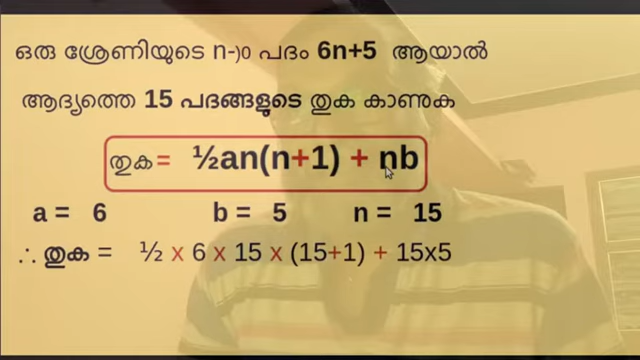 ഒരു ശ്രേണിയുടെ n-ാം പദം 6n+5 ആയാൽ
ആദ്യത്തെ 15 പദങ്ങളുടെ തുക കാണുക
തുക= ½an(n+1) + nb
a = 6 b = 5 n = 15
∴ തുക = ½ x 6 x 15 x (15+1) + 15x5